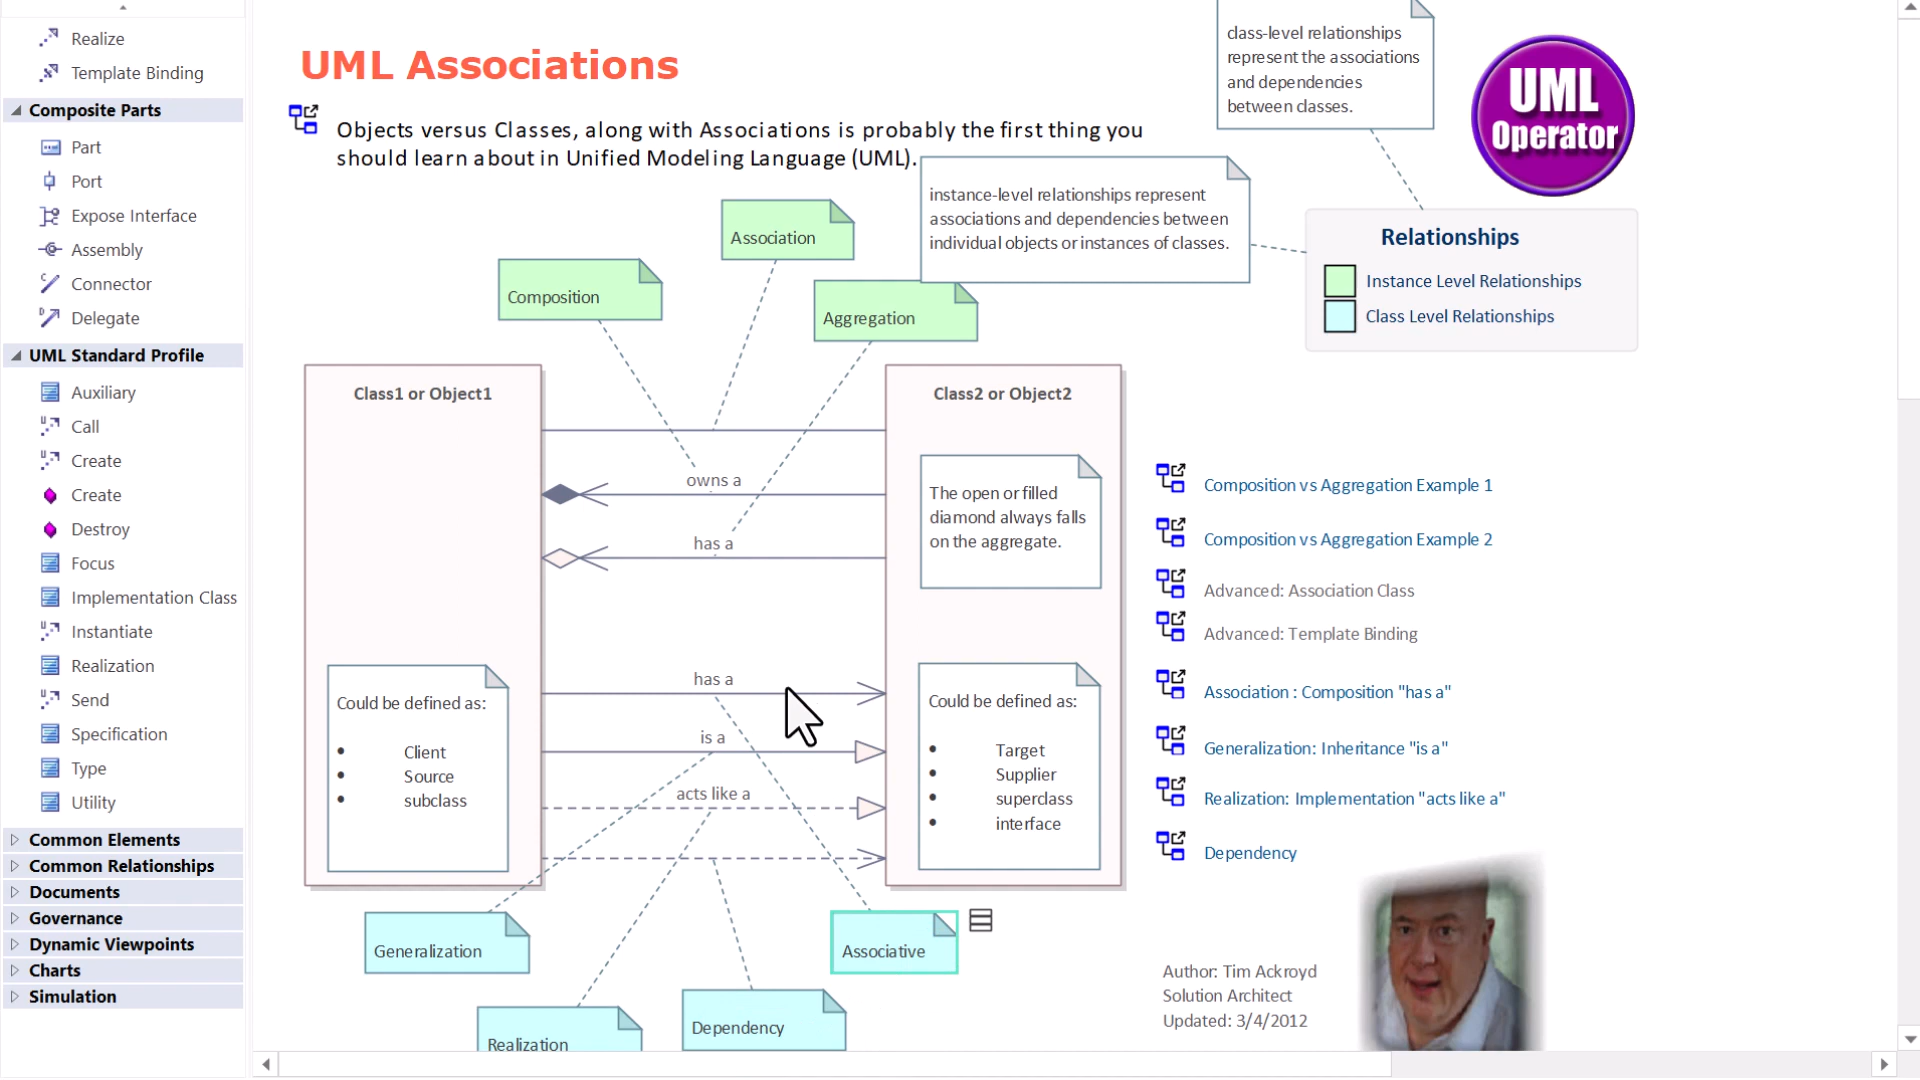 Realize
Template Binding
Composite Parts
Part
Port
Expose Interface
Assembly
Connector
Delegate
UML Standard Profile
Auxiliary
Call
Create
Create
Destroy
Focus
Implementation Class
Instantiate
Realization
Send
Specification
Type
Utility
Common Elements
Common Relationships
Documents
Governance
Dynamic Viewpoints
Charts
Simulation
UML Associations
Objects versus Classes, along with Associations is probably the first thing you
should learn about in Unified Modeling Language (UML).
class-level relationships
represent the associations
and dependencies
between classes.
UML
Operator
instance-level relationships represent
associations and dependencies between
individual objects or instances of classes.
Relationships
Instance Level Relationships
Class Level Relationships
Association
Composition
Aggregation
Class1 or Object1
Class2 or Object2
owns a
has a
The open or filled
diamond always falls
on the aggregate.
has a
is a
acts like a
Could be defined as:
• Client
• Source
• subclass
Could be defined as:
• Target
• Supplier
• superclass
• interface
Generalization
Associative
Realization
Dependency
Composition vs Aggregation Example 1
Composition vs Aggregation Example 2
Advanced: Association Class
Advanced: Template Binding
Association : Composition "has a"
Generalization: Inheritance "is a"
Realization: Implementation "acts like a"
Dependency
Author: Tim Ackroyd
Solution Architect
Updated: 3/4/2012